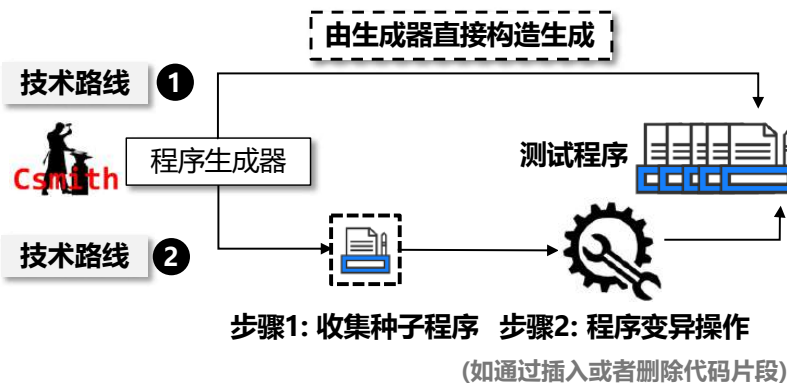 由生成器直接构造生成
技术路线 1
Csmith
程序生成器
测试程序
技术路线 2
步骤1: 收集种子程序 步骤2: 程序变异操作
(如通过插入或者删除代码片段)